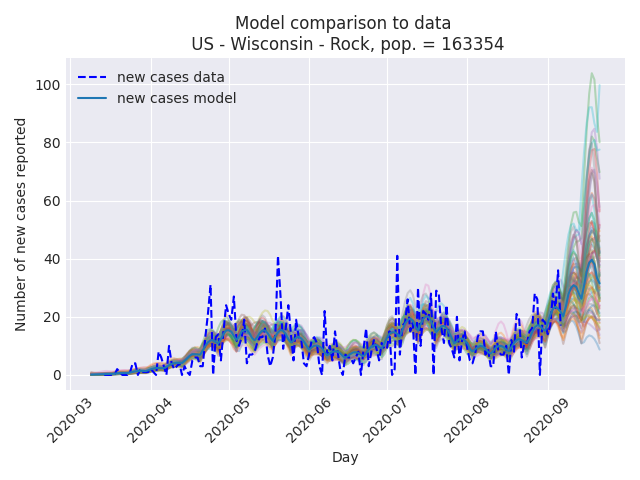 Model comparison to data
US - Wisconsin - Rock, pop. = 163354
new cases data
new cases model
Number of new cases reported
100
80
60
40
20
0
2020-03
2020-04
2020-05
2020-06
2020-07
2020-08
2020-09
Day